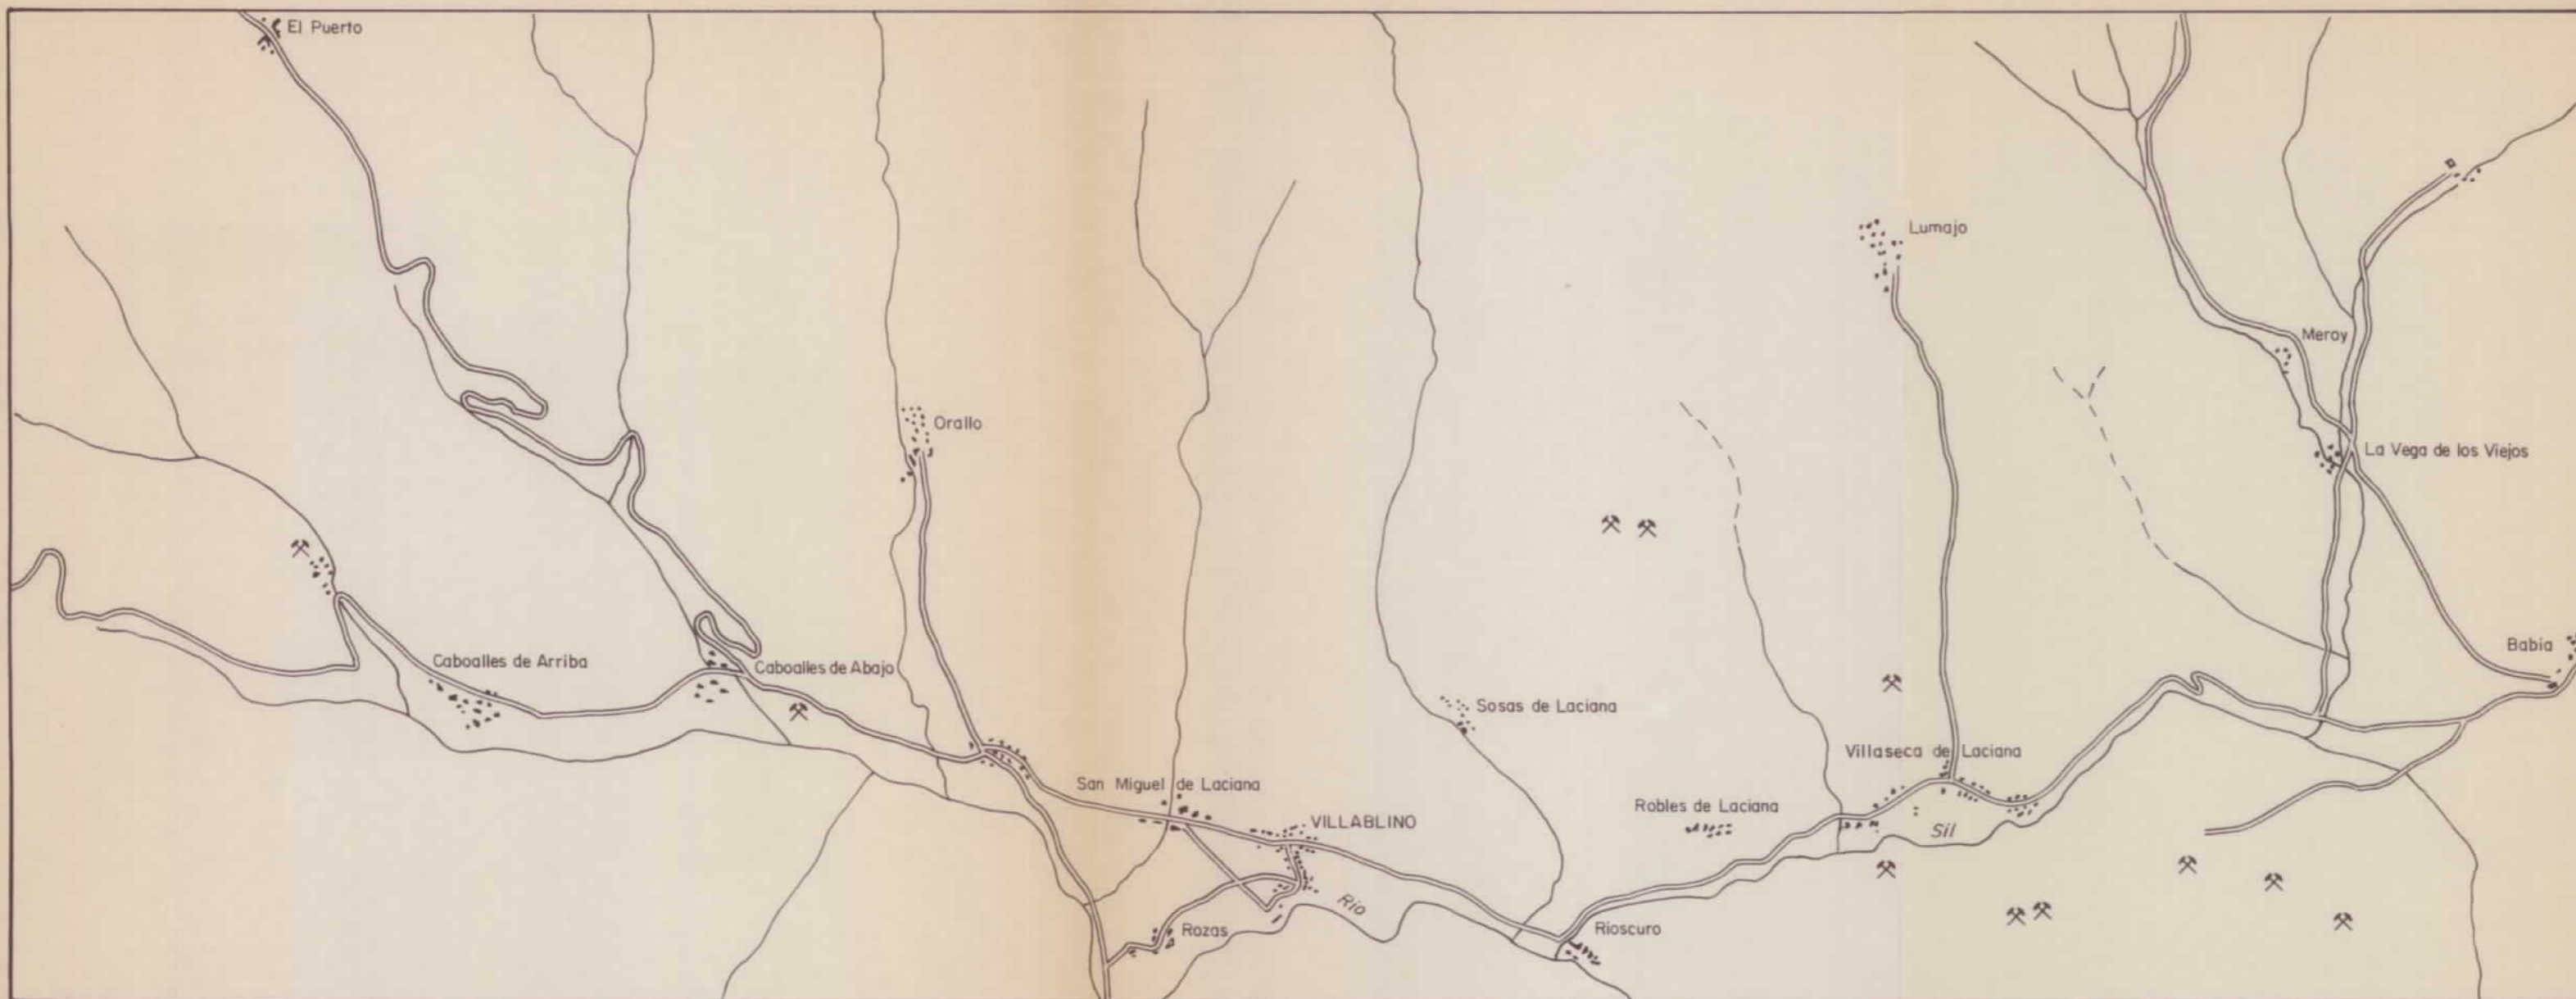 El Puerto
Lumajo
Meroy
Orallo
La Vega de los Viejos
Babia
Caboalles de Arriba
Caboalles de Abajo
Sosas de Laciana
Villaseca de Laciana
San Miguel de Laciana
Robles de Laciana
VILLABLINO
Sil
Rio
Rozas
Rioscuro